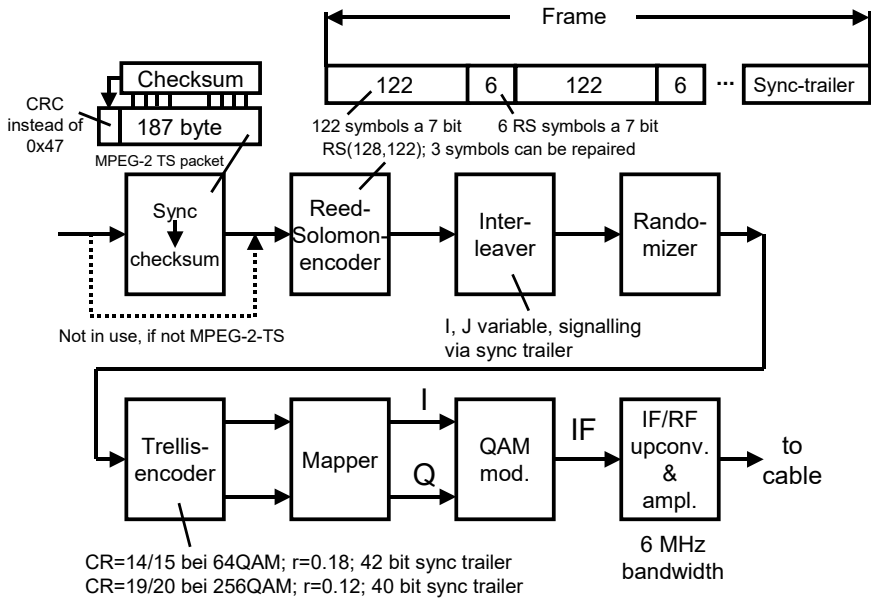 Frame
Checksum
122
6
122
6
...
Sync-trailer
CRC
instead of
0x47
187 byte
MPEG-2 TS packet
122 symbols a 7 bit
6 RS symbols a 7 bit
RS(128,122); 3 symbols can be repaired
Sync
checksum
Reed-
Solomon-
encoder
Inter-
leaver
Rando-
mizer
Not in use, if not MPEG-2-TS
I, J variable, signalling
via sync trailer
Trellis-
encoder
Mapper
I
Q
QAM
mod.
IF
IF/RF
upconv.
&
ampl.
to
cable
CR=14/15 bei 64QAM; r=0.18; 42 bit sync trailer
CR=19/20 bei 256QAM; r=0.12; 40 bit sync trailer
6 MHz
bandwidth